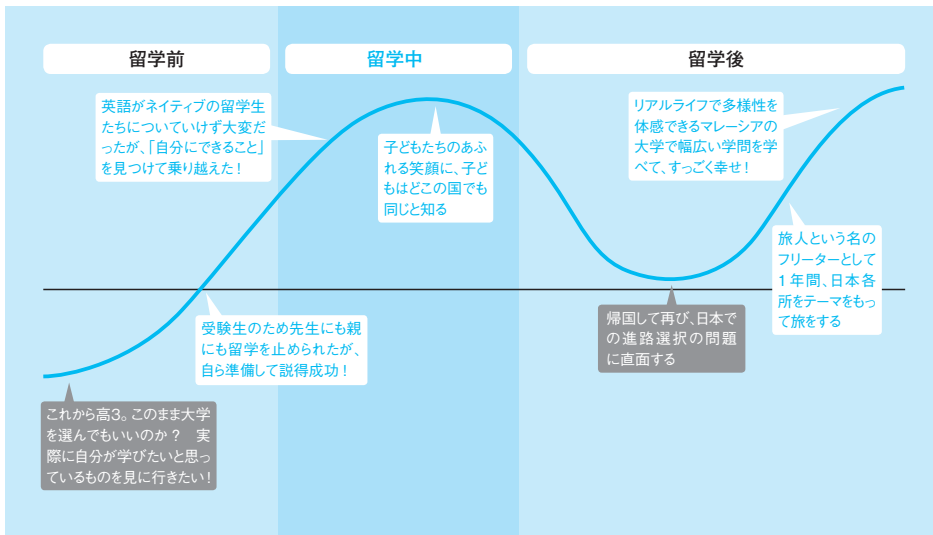 留学前
留学中
留学後
英語がネイティブの留学生
たちについていけず大変だ
ったが、「自分にできること」
を見つけて乗り越えた！
子どもたちのあふ
れる笑顔に、子ど
もはどこの国でも
同じと知る
リアルライフで多様性を
体感できるマレーシアの
大学で幅広い学問を学
べて、すっごく幸せ！
旅人という名の
フリーターとして
1年間、日本各
所をテーマをもっ
て旅をする
帰国して再び、日本で
の進路選択の問題
に直面する
受験生のため先生にも親
にも留学を止められたが、
自ら準備して説得成功！
これから高3。このまま大学
を選んでもいいのか？　実
際に自分が学びたいと思っ
ているものを見に行きたい！